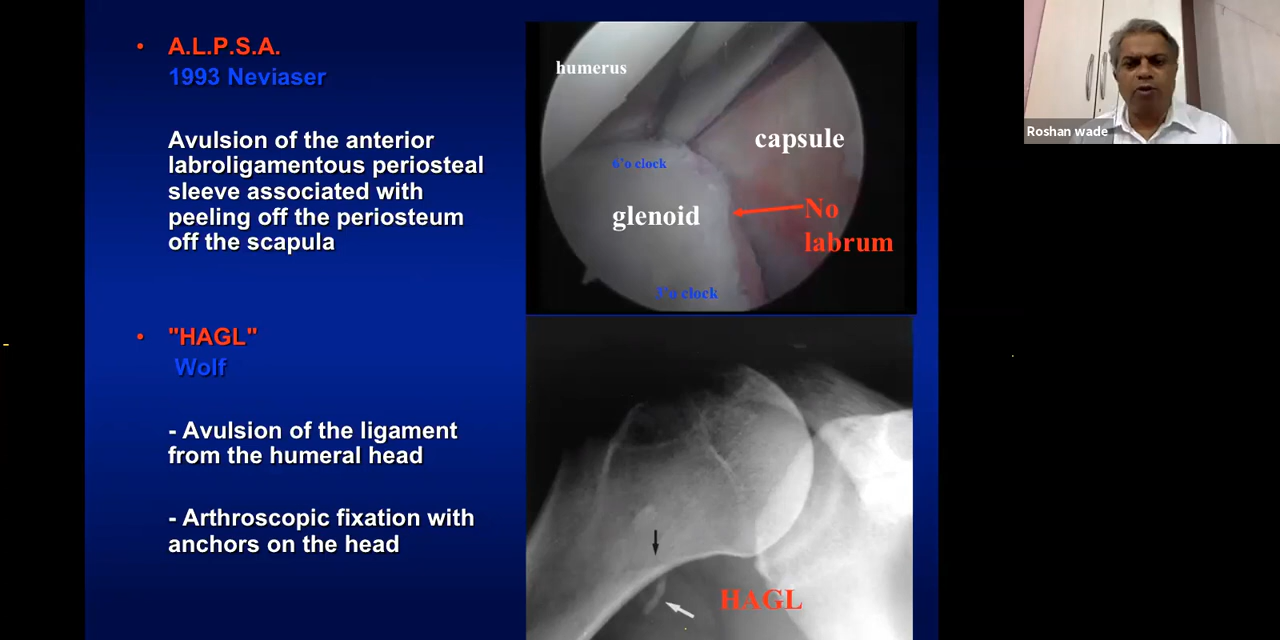 • A.L.P.S.A.
1993 Neviaser
Avulsion of the anterior
labroligamentous periosteal
sleeve associated with
peeling off the periosteum
off the scapula
• "HAGL"
Wolf
- Avulsion of the ligament
from the humeral head
- Arthroscopic fixation with
anchors on the head
humerus
capsule
6'o clock
glenoid
No
labrum
3'o clock
HAGL
Roshan wade